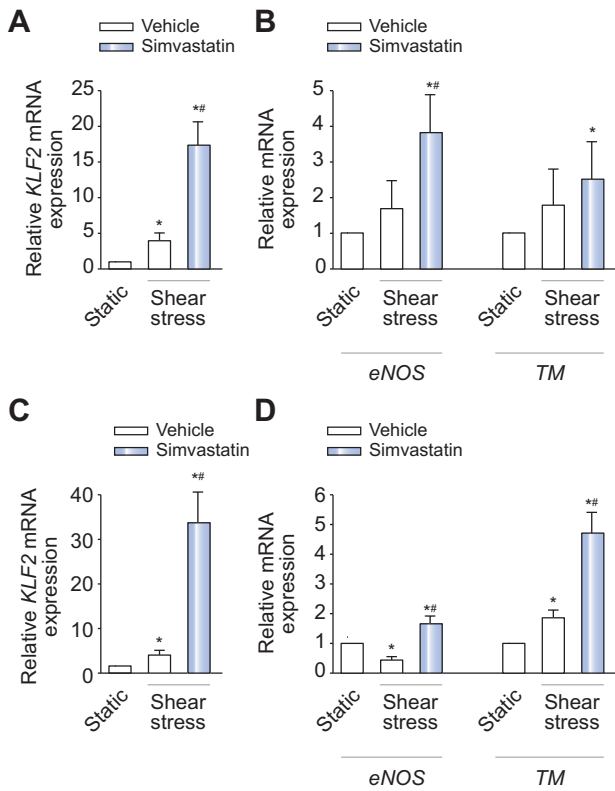 A
Vehicle
Simvastatin
Relative KLF2 mRNA
expression
25
20
15
10
5
0
*
*#
Static
Shear
stress
B
Vehicle
Simvastatin
Relative mRNA
expression
5
4
3
2
1
0
*#
*
Static
Shear
stress
Static
Shear
stress
eNOS
TM
C
Vehicle
Simvastatin
Relative KLF2 mRNA
expression
40
30
20
10
0
*
*#
Static
Shear
stress
D
Vehicle
Simvastatin
Relative mRNA
expression
6
5
4
3
2
1
0
*
*#
*
*#
Static
Shear
stress
Static
Shear
stress
eNOS
TM